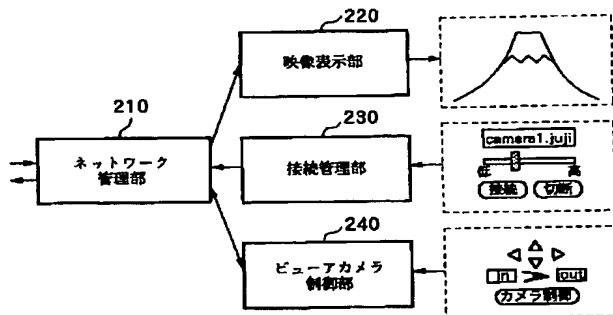 220
映像表示部
210
ネットワーク
管理部
230
接続管理部
camera1.juji
低 高
接続 切断
240
ビューアカメラ
制御部
in out
カメラ制御